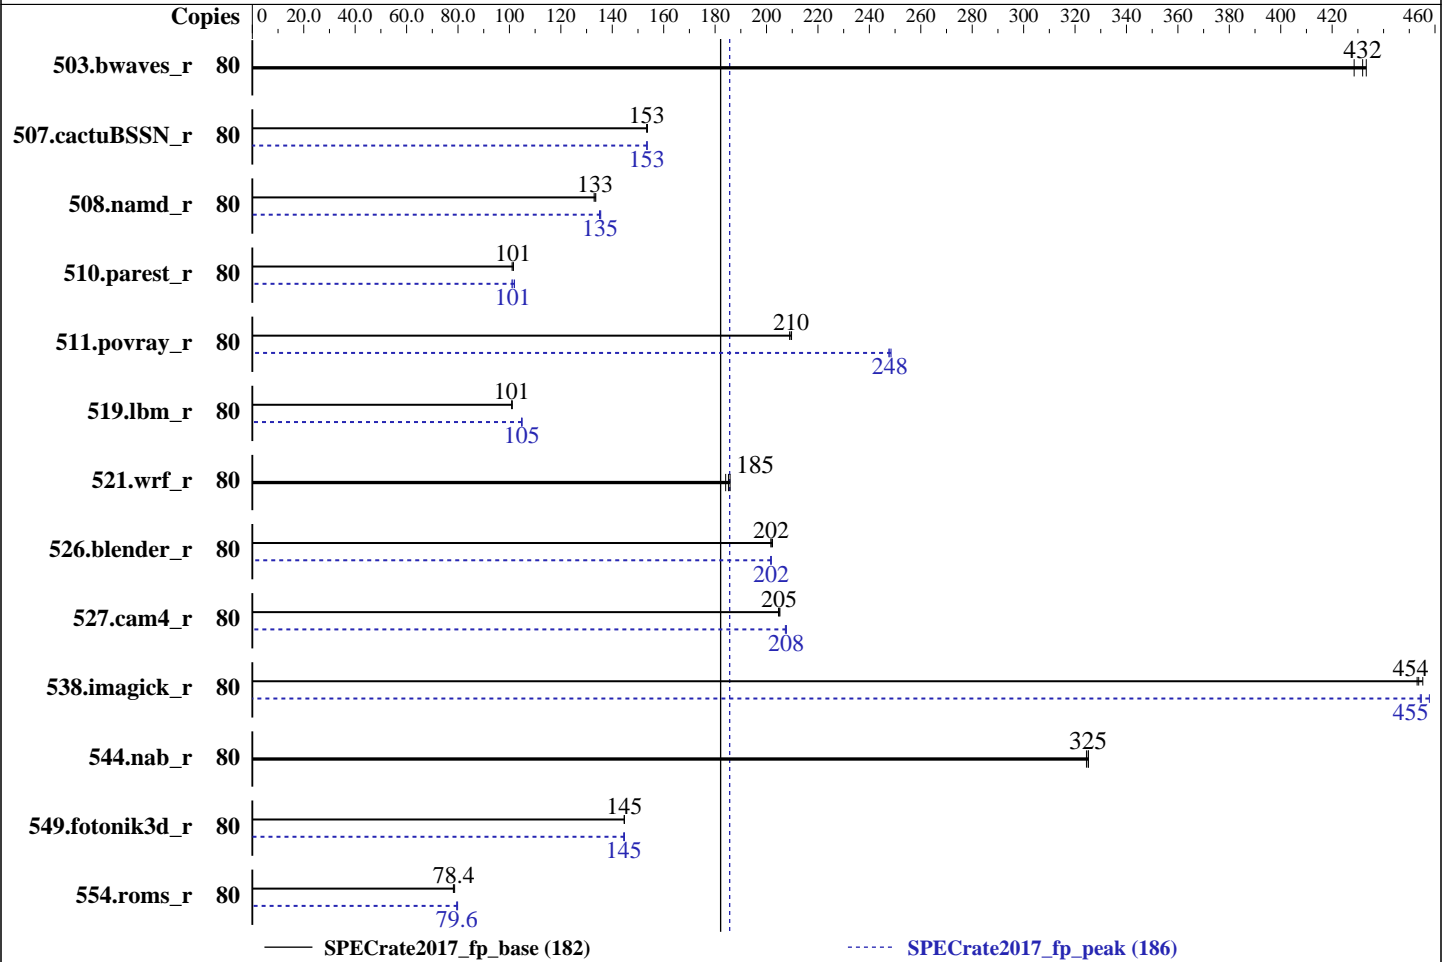 Copies 0 20.0 40.0 60.0 80.0 100 120 140 160 180 200 220 240 260 280 300 320 340 360 380 400 420 460
503.bwaves_r 80 432
507.cactuBSSN_r 80 153
153
508.namd_r 80 133
135
510.parest_r 80 101
101
511.povray_r 80 210
248
519.lbm_r 80 101
105
521.wrf_r 80 185
526.blender_r 80 202
202
527.cam4_r 80 205
208
538.imagick_r 80 454
455
544.nab_r 80 325
549.fotonik3d_r 80 145
145
554.roms_r 80 78.4
79.6
SPECrate2017_fp_base (182) SPECrate2017_fp_peak (186)